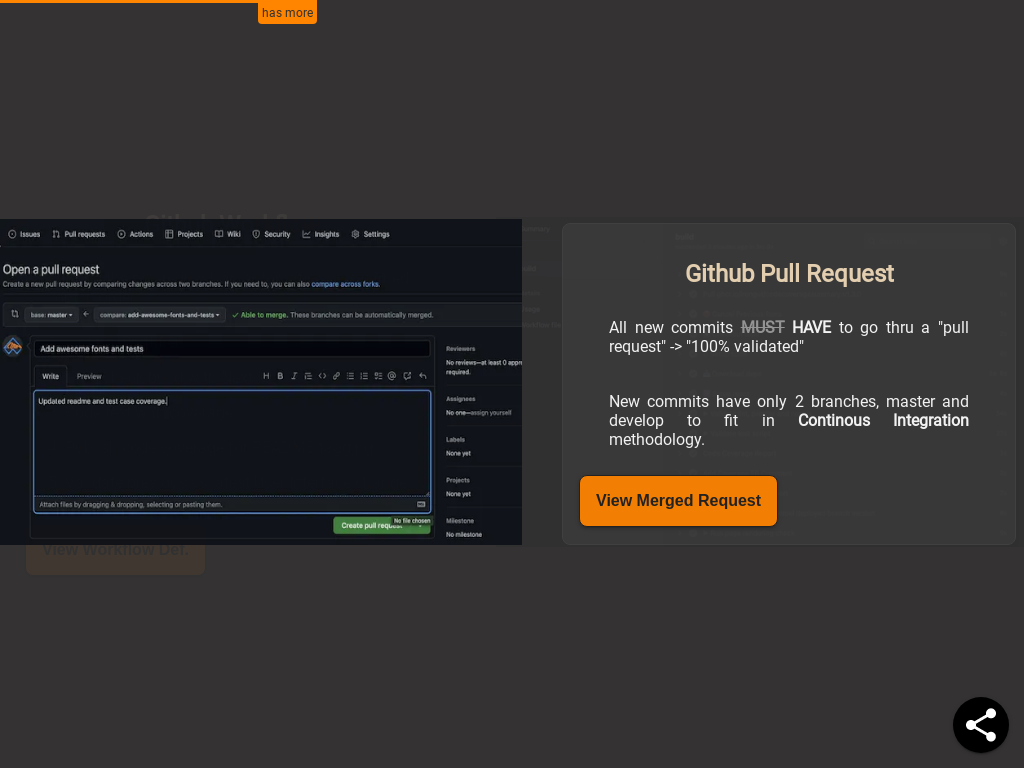 has more
Issues Pull requests Actions Projects Wiki Security Insights Settings
Open a pull request
Create a new pull request by comparing changes across two branches. If you need to, you can also compare across forks.
base: master compare: add-awesome-fonts-and-tests Able to merge. These branches can be automatically merged.
Add awesome fonts and tests
Write Preview
Updated readme and test case coverage.
Attach files by dragging & dropping, selecting or pasting them.
Create pull request
No file chosen
Reviewers
No reviews—at least 0
required.
Assignees
No one—assign yourself
Labels
None yet
Projects
None yet
Milestone
No milestone
Github Pull Request
All new commits MUST HAVE to go thru a "pull
request" -> "100% validated"
New commits have only 2 branches, master and
develop to fit in Continous Integration
methodology.
View Merged Request
View Workflow Def.